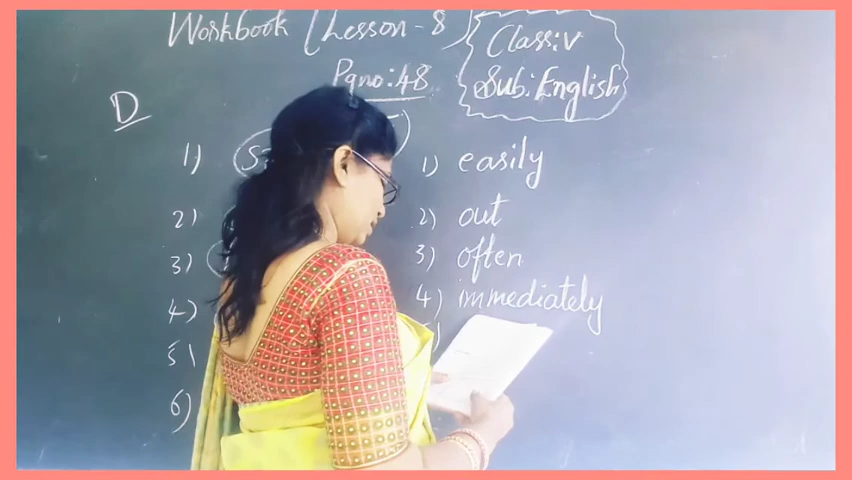 Workbook (Lesson - 8)
Class: V
Sub: English
Pg no: 48
D
1)
2)
3)
4)
5)
6)
1) easily
2) out
3) often
4) immediately